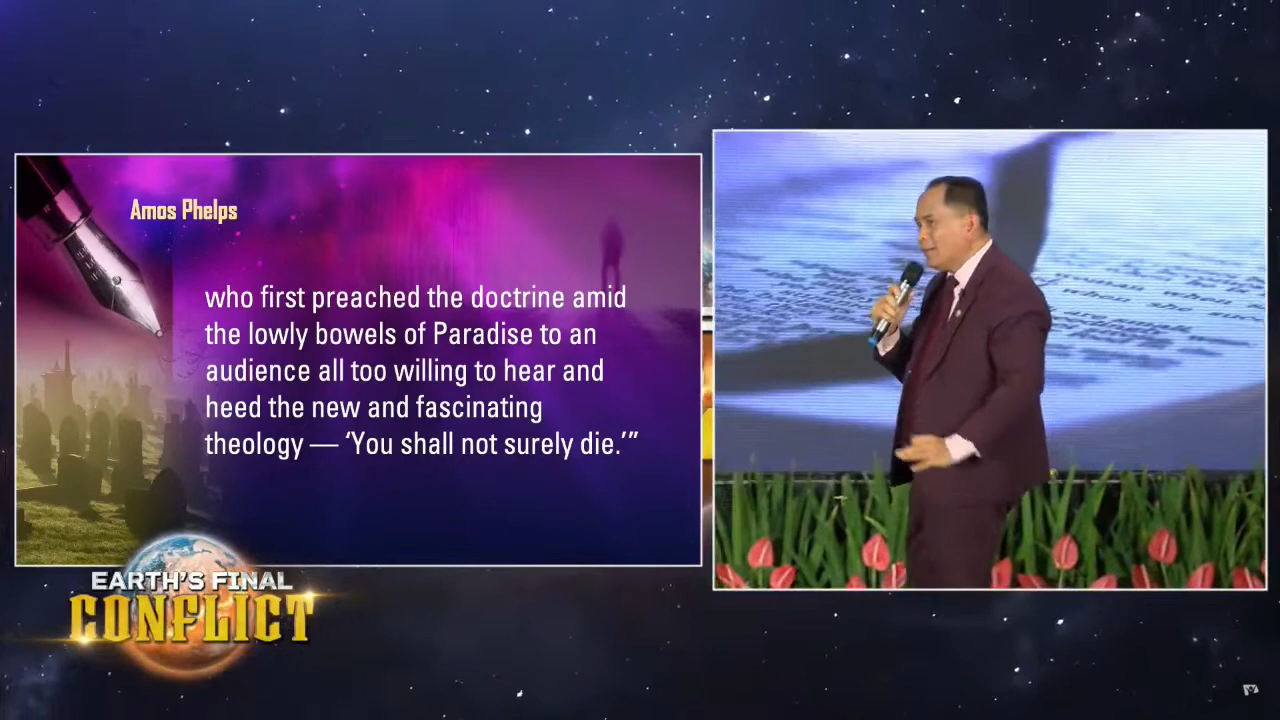 Amos Phelps
who first preached the doctrine amid
the lowly bowels of Paradise to an
audience all too willing to hear and
heed the new and fascinating
theology — ‘You shall not surely die.’”
EARTH'S FINAL
CONFLICT